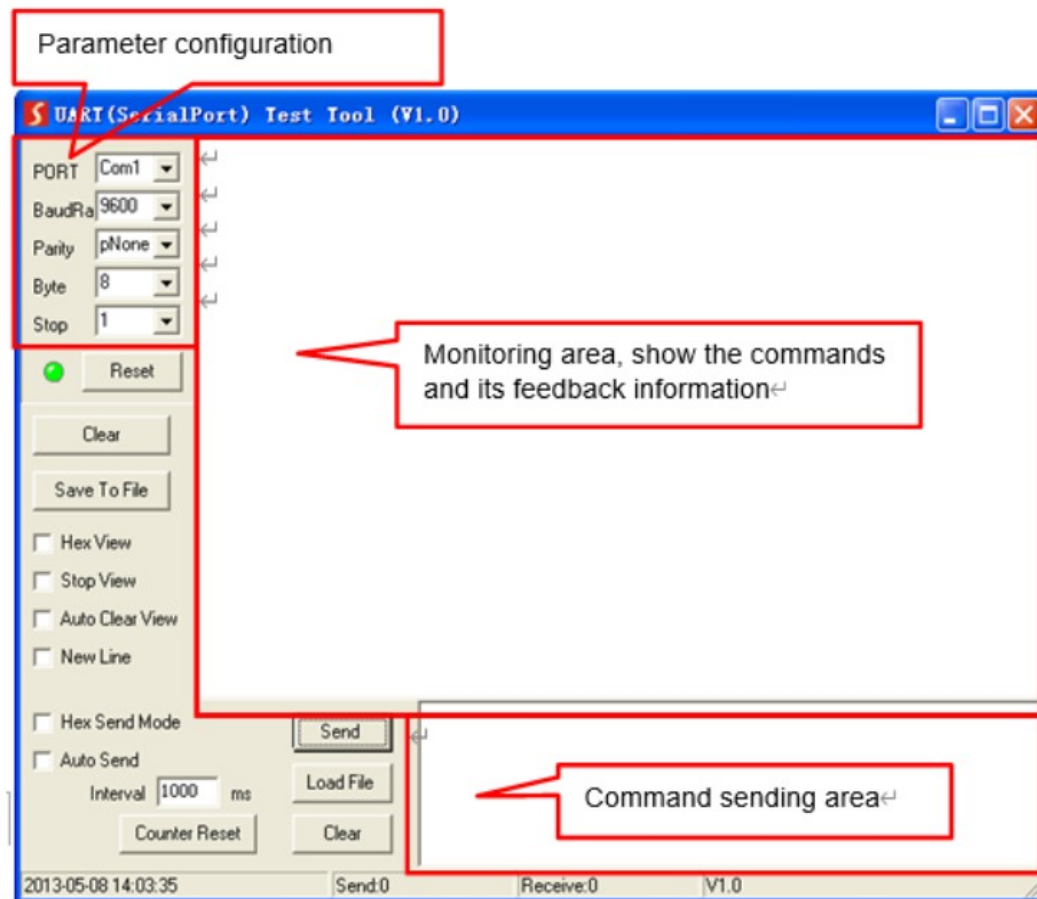 Parameter configuration
UART(SerialPort) Test Tool (V1.0)
PORT Com1
BaudRa 9600
Parity pNone
Byte 8
Stop 1
Reset
Monitoring area, show the commands
and its feedback information
Clear
Save To File
Hex View
Stop View
Auto Clear View
New Line
Hex Send Mode
Send
Auto Send
Load File
Interval 1000 ms
Command sending area
Counter Reset
Clear
2013-05-08 14:03:35 Send:0 Receive:0 V1.0